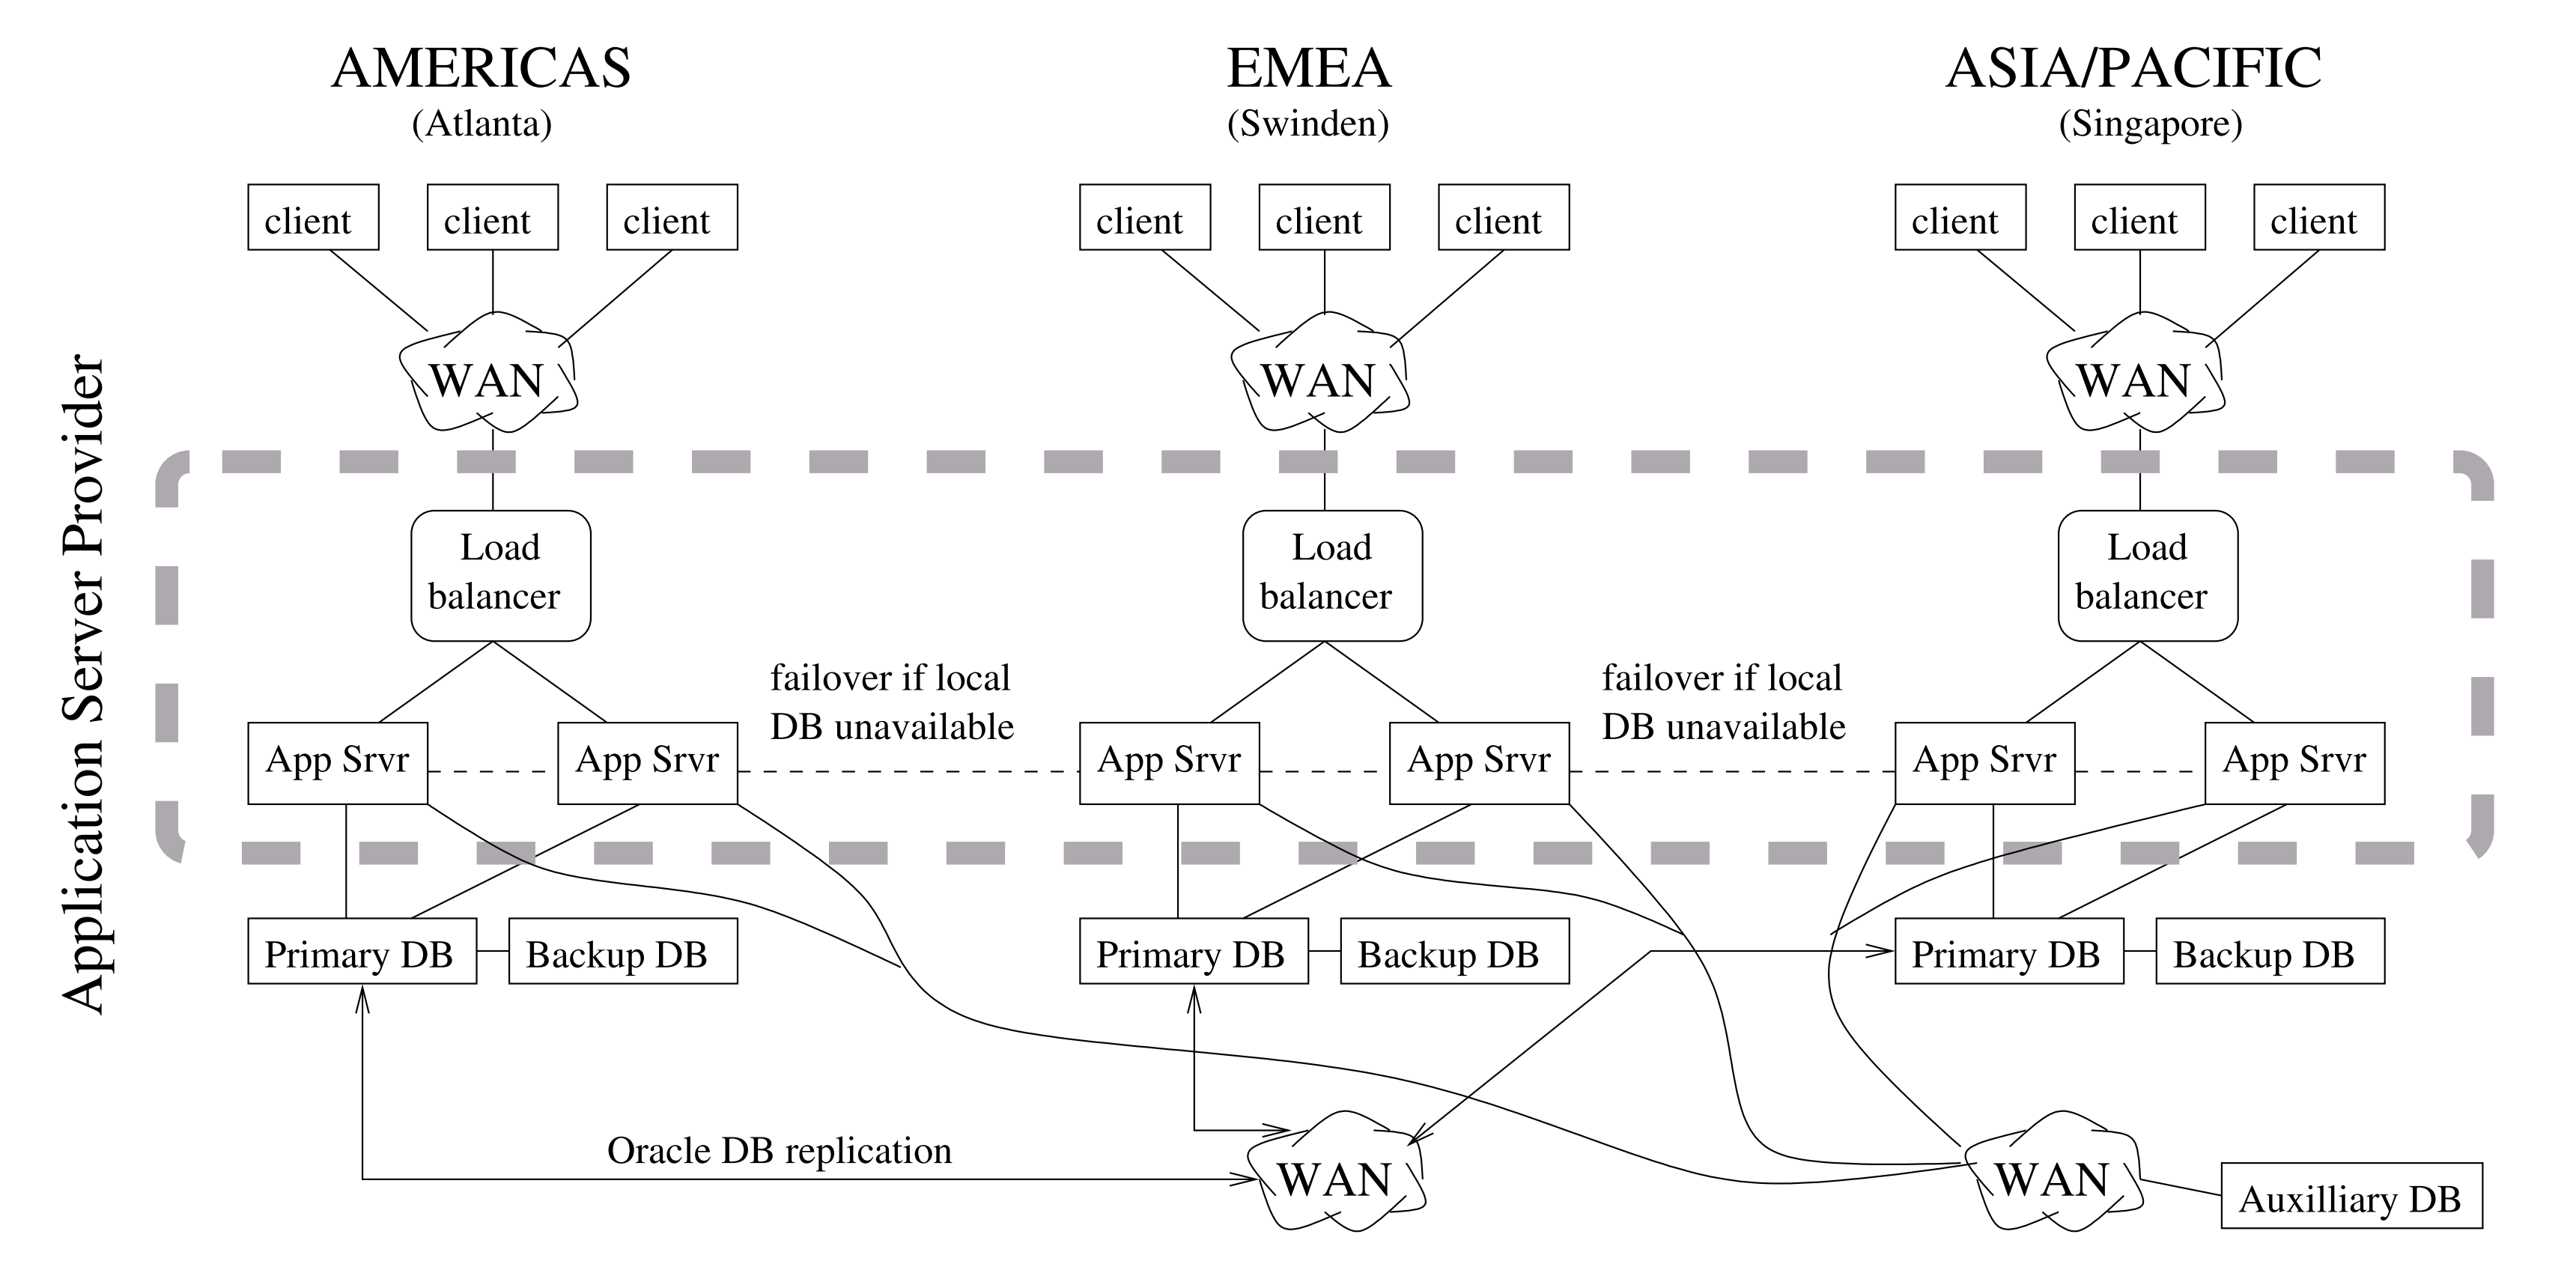 AMERICAS
(Atlanta)
EMEA
(Swinden)
ASIA/PACIFIC
(Singapore)
client
client
client
client
client
client
client
client
client
WAN
WAN
WAN
Application Server Provider
Load
balancer
Load
balancer
Load
balancer
failover if local
DB unavailable
failover if local
DB unavailable
App Srvr
App Srvr
App Srvr
App Srvr
App Srvr
App Srvr
Primary DB
Backup DB
Primary DB
Backup DB
Primary DB
Backup DB
Oracle DB replication
WAN
WAN
Auxilliary DB